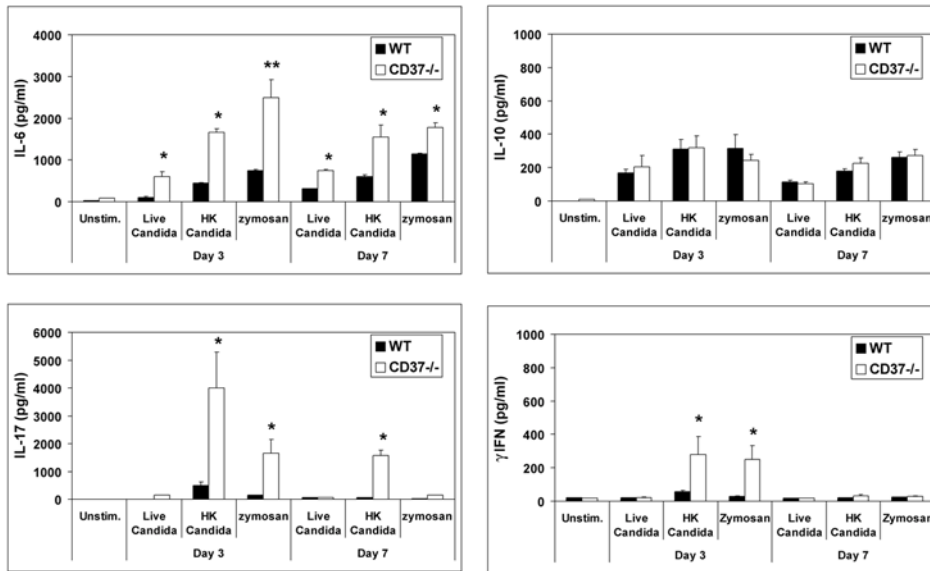 6000
WT
CD37-/-
5000
4000
3000
2000
1000
0
IL-6 (pg/ml)
4000
3000
2000
1000
0
WT
CD37-/-
*
*
**
*
*
*
Unstim.
Live
Candida
HK
Candida
zymosan
Live
Candida
HK
Candida
zymosan
Day 3
Day 7
IL-10 (pg/ml)
1000
800
600
400
200
0
WT
CD37-/-
Unstim.
Live
Candida
HK
Candida
zymosan
Live
Candida
HK
Candida
zymosan
Day 3
Day 7
IL-17 (pg/ml)
*
*
*
Unstim.
Live
Candida
HK
Candida
zymosan
Live
Candida
HK
Candida
zymosan
Day 3
Day 7
γIFN (pg/ml)
1000
800
600
400
200
0
WT
CD37-/-
*
*
Unstim.
Live
Candida
HK
Candida
Zymosan
Live
Candida
HK
Candida
Zymosan
Day 3
Day 7